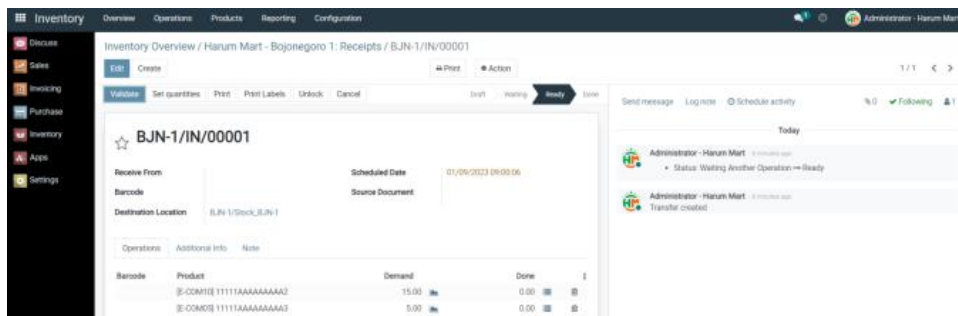 Inventory Overview Operations Products Reporting Configuration 1 Administrator - Harum Mart
Discuss
Sales
Invoicing
Purchase
Inventory
Apps
Settings
Inventory Overview / Harum Mart - Bojonegoro 1: Receipts / BJN-1/IN/00001
Edit Create Print Action 1 / 1
Validate Set quantities Print Print Labels Unlock Cancel Draft Waiting Ready Done
Send message Log note Schedule activity 0 Following 1
Today
BJN-1/IN/00001
Receive From Scheduled Date 01/09/2023 09:00:06
Barcode Source Document
Destination Location BJN-1/Stock_BJN-1
Administrator - Harum Mart
Status: Waiting Another Operation → Ready
Administrator - Harum Mart
Transfer created
Operations Additional Info Note
Barcode Product Demand Done
[E-COM10] 11111AAAAAAAAA2 15.00 0.00
[E-COM05] 11111AAAAAAAAA3 5.00 0.00